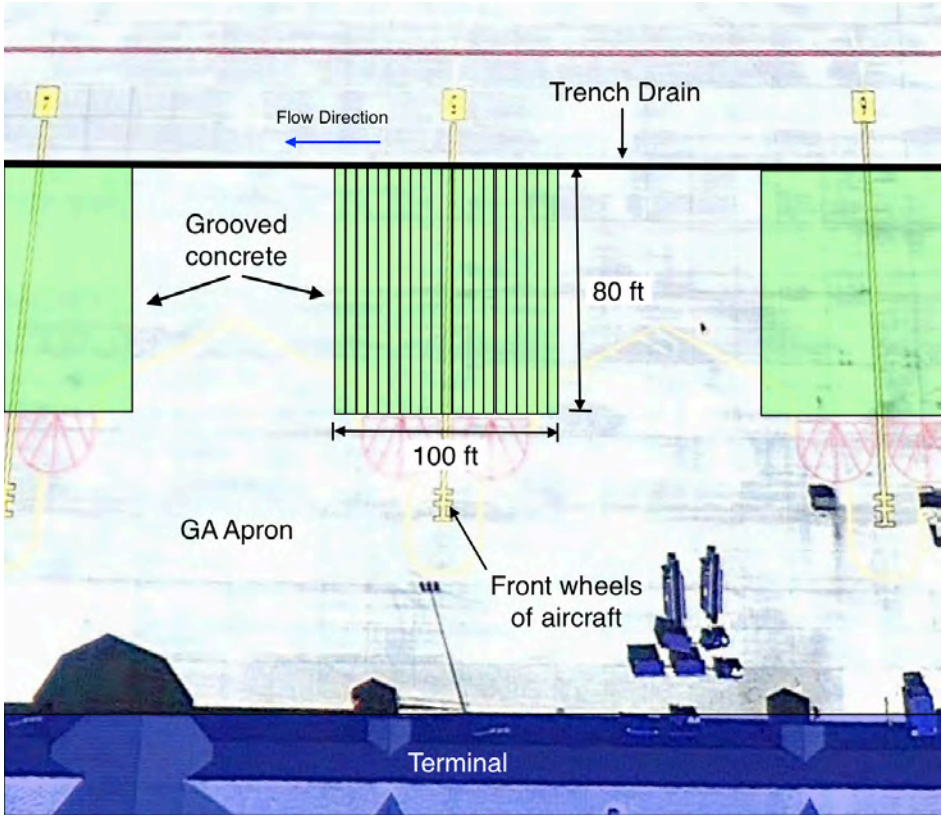 Trench Drain
Flow Direction
Grooved
concrete
80 ft
100 ft
GA Apron
Front wheels
of aircraft
Terminal